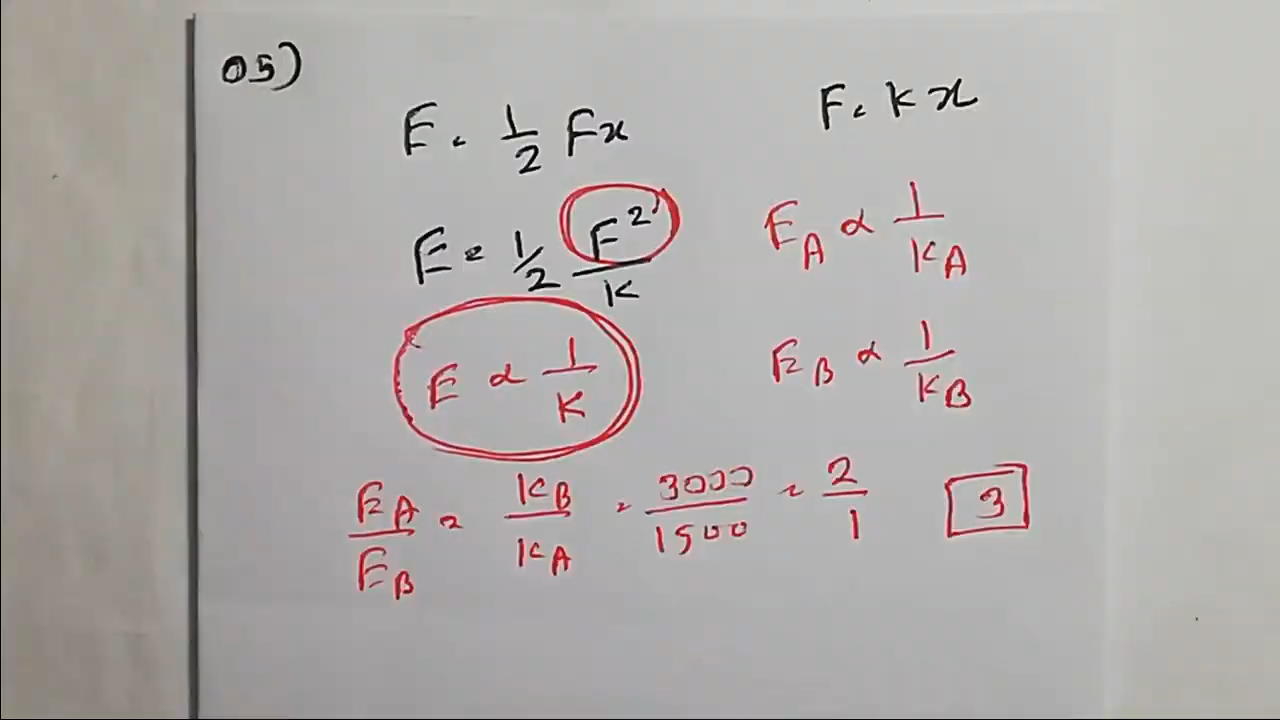 05)
E = 1/2 Fx
F = kx
E = 1/2 F²/K
E_A ∝ 1/K_A
E ∝ 1/K
E_B ∝ 1/K_B
E_A/E_B = K_B/K_A = 3000/1500 = 2/1
3